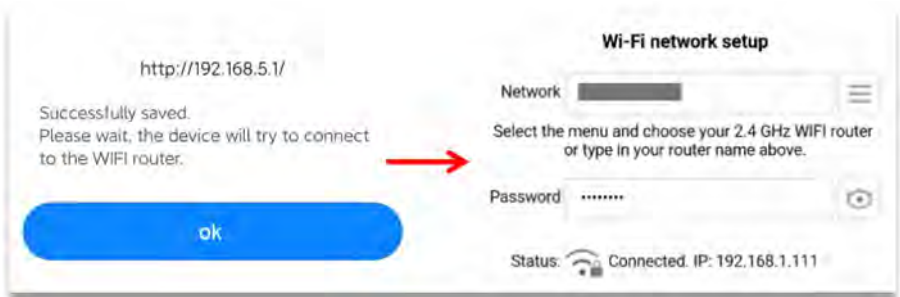 http://192.168.5.1/
Successfully saved.
Please wait, the device will try to connect
to the WIFI router.
ok
Wi-Fi network setup
Network
Select the menu and choose your 2.4 GHz WIFI router
or type in your router name above.
Password ········
Status: Connected. IP: 192.168.1.111